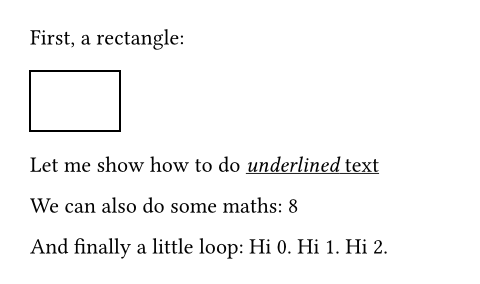 First, a rectangle:
Let me show how to do underlined text
We can also do some maths: 8
And finally a little loop: Hi 0. Hi 1. Hi 2.